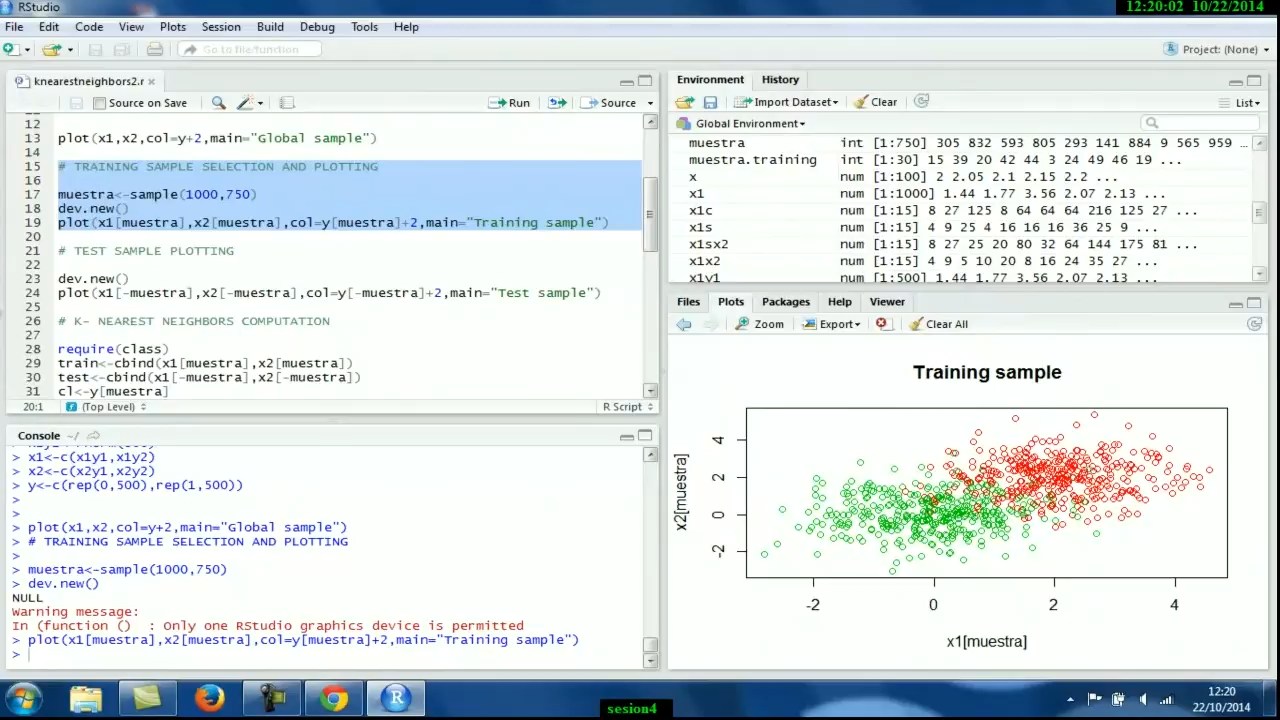 RStudio
12:20:02 10/22/2014
File Edit Code View Plots Session Build Debug Tools Help
Go to file/function
Project: (None)
knearestneighbors2.r
Source on Save
Run
Source
12
13 plot(x1,x2,col=y+2,main="Global sample")
14
15 # TRAINING SAMPLE SELECTION AND PLOTTING
16
17 muestra<-sample(1000,750)
18 dev.new()
19 plot(x1[muestra],x2[muestra],col=y[muestra]+2,main="Training sample")
20
21 # TEST SAMPLE PLOTTING
22
23 dev.new()
24 plot(x1[-muestra],x2[-muestra],col=y[-muestra]+2,main="Test sample")
25
26 # K- NEAREST NEIGHBORS COMPUTATION
27
28 require(class)
29 train<-cbind(x1[muestra],x2[muestra])
30 test<-cbind(x1[-muestra],x2[-muestra])
31 cl<-y[muestra]
20:1 (Top Level) R Script
Console ~/
> x1<-c(x1y1,x1y2)
> x2<-c(x2y1,x2y2)
> y<-c(rep(0,500),rep(1,500))
>
>
> plot(x1,x2,col=y+2,main="Global sample")
> # TRAINING SAMPLE SELECTION AND PLOTTING
>
> muestra<-sample(1000,750)
> dev.new()
NULL
Warning message:
In (function () : Only one RStudio graphics device is permitted
> plot(x1[muestra],x2[muestra],col=y[muestra]+2,main="Training sample")
>
Environment History
Import Dataset Clear List
Global Environment
muestra int [1:750] 305 832 593 805 293 141 884 9 565 959 ...
muestra.training int [1:30] 15 39 20 42 44 3 24 49 46 19 ...
x num [1:100] 2 2.05 2.1 2.15 2.2 ...
x1 num [1:1000] 1.44 1.77 3.56 2.07 2.13 ...
x1c num [1:15] 8 27 125 8 64 64 64 216 125 27 ...
x1s num [1:15] 4 9 25 4 16 16 16 36 25 9 ...
x1sx2 num [1:15] 8 27 25 20 80 32 64 144 175 81 ...
x1x2 num [1:15] 4 9 5 10 20 8 16 24 35 27 ...
x1y1 num [1:500] 1.44 1.77 3.56 2.07 2.13 ...
Files Plots Packages Help Viewer
Zoom Export Clear All
Training sample
x2[muestra]
4
2
0
-2
-2 0 2 4
x1[muestra]
sesion4
12:20
22/10/2014